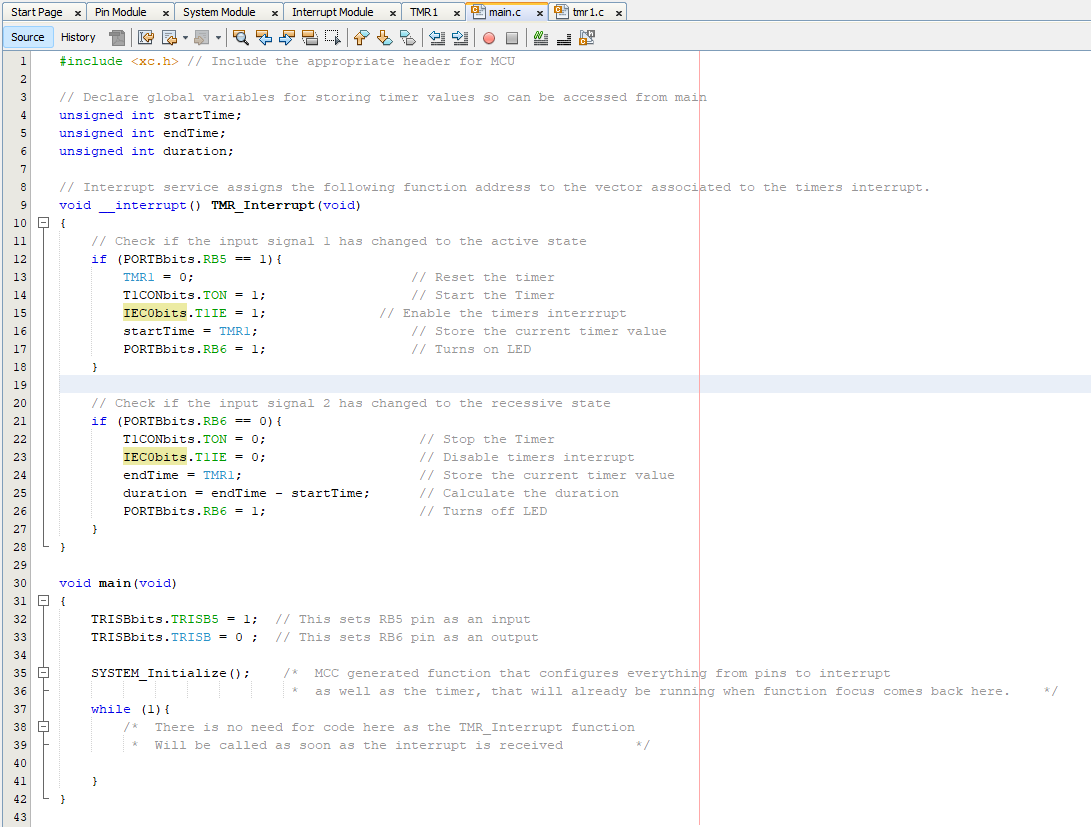 Start Page x Pin Module x System Module x Interrupt Module x TMR1 x main.c x tmr1.c x
Source History
1 #include <xc.h> // Include the appropriate header for MCU
2
3 // Declare global variables for storing timer values so can be accessed from main
4 unsigned int startTime;
5 unsigned int endTime;
6 unsigned int duration;
7
8 // Interrupt service assigns the following function address to the vector associated to the timers interrupt.
9 void __interrupt() TMR_Interrupt(void)
10 {
11     // Check if the input signal 1 has changed to the active state
12     if (PORTBbits.RB5 == 1){
13         TMR1 = 0;                           // Reset the timer
14         T1CONbits.TON = 1;                  // Start the Timer
15         IEC0bits.T1IE = 1;              // Enable the timers interrrupt
16         startTime = TMR1;                   // Store the current timer value
17         PORTBbits.RB6 = 1;                  // Turns on LED
18     }
19
20     // Check if the input signal 2 has changed to the recessive state
21     if (PORTBbits.RB6 == 0){
22         T1CONbits.TON = 0;                   // Stop the Timer
23         IEC0bits.T1IE = 0;                   // Disable timers interrupt
24         endTime = TMR1;                      // Store the current timer value
25         duration = endTime - startTime;      // Calculate the duration
26         PORTBbits.RB6 = 1;                   // Turns off LED
27     }
28 }
29
30 void main(void)
31 {
32     TRISBbits.TRISB5 = 1;  // This sets RB5 pin as an input
33     TRISBbits.TRISB = 0 ;  // This sets RB6 pin as an output
34
35     SYSTEM_Initialize();    /*  MCC generated function that configures everything from pins to interrupt
36                              *  as well as the timer, that will already be running when function focus comes back here.    */
37     while (1){
38         /*  There is no need for code here as the TMR_Interrupt function
39          *  Will be called as soon as the interrupt is received         */
40
41     }
42 }
43